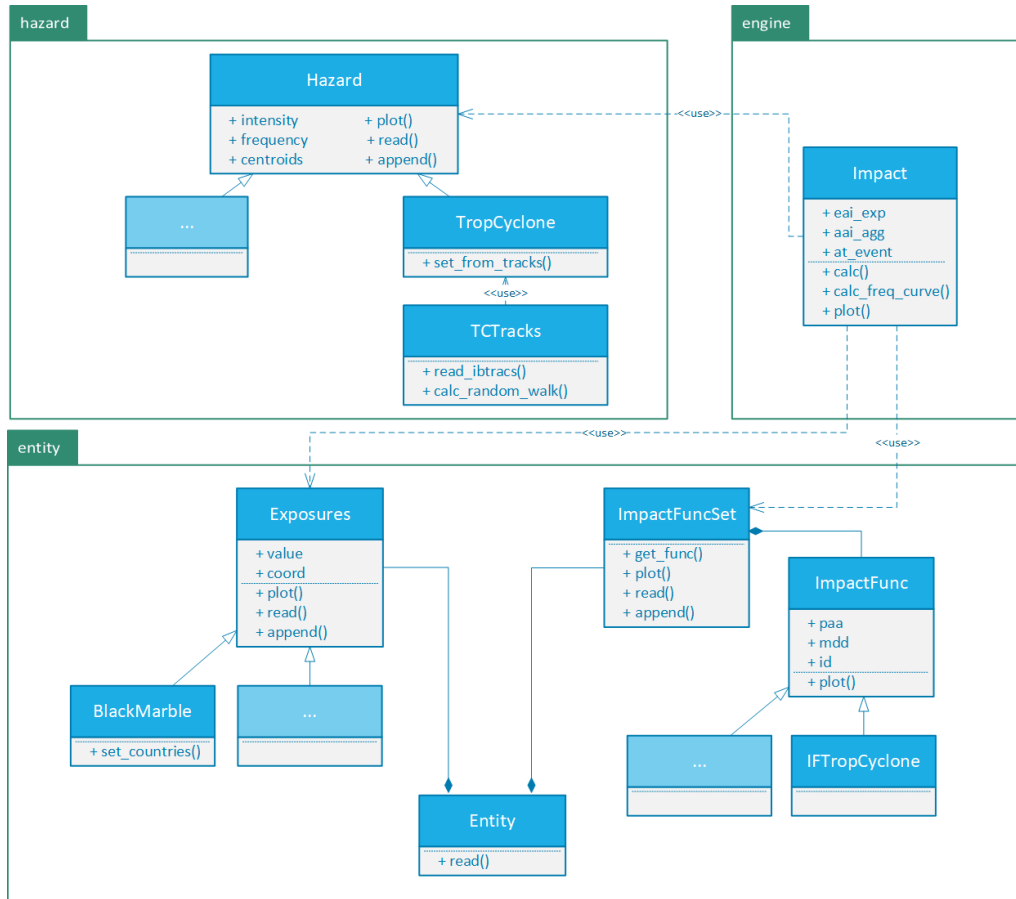 hazard
engine
Hazard
+ intensity + plot()
+ frequency + read()
+ centroids + append()
<<use>>
Impact
+ eai_exp
+ aai_agg
+ at_event
+ calc()
+ calc_freq_curve()
+ plot()
...
TropCyclone
+ set_from_tracks()
<<use>>
TCTracks
+ read_ibtracs()
+ calc_random_walk()
<<use>>
<<use>>
entity
Exposures
+ value
+ coord
+ plot()
+ read()
+ append()
ImpactFuncSet
+ get_func()
+ plot()
+ read()
+ append()
ImpactFunc
+ paa
+ mdd
+ id
+ plot()
BlackMarble
+ set_countries()
...
...
IFTropCyclone
Entity
+ read()